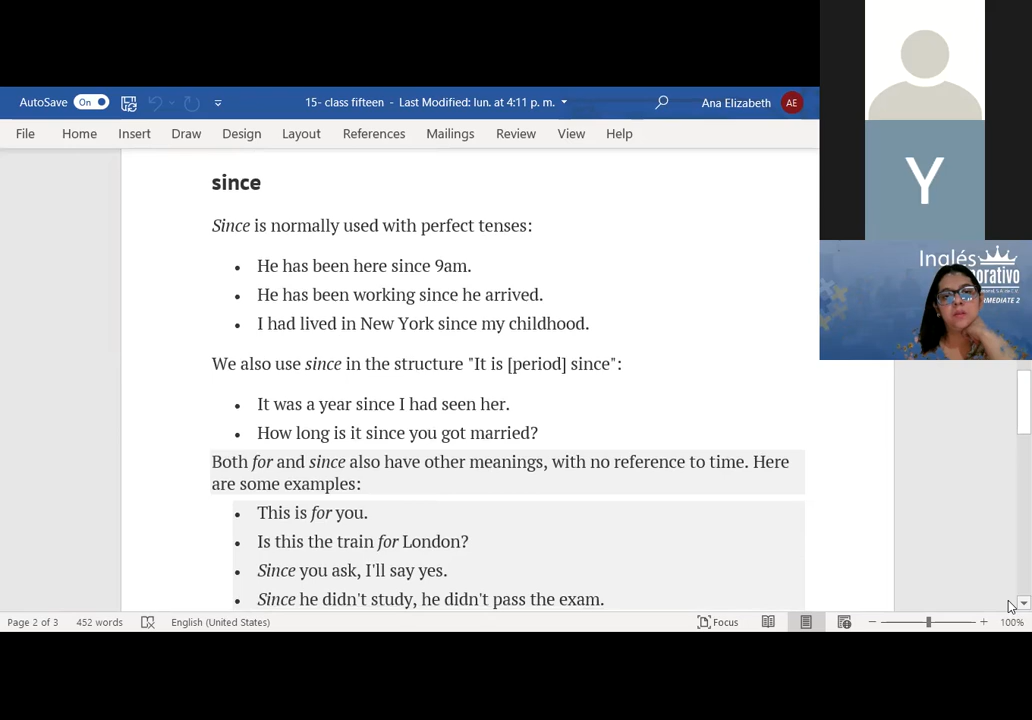 AutoSave On 15- class fifteen - Last Modified: lun. at 4:11 p. m. Ana Elizabeth AE
File Home Insert Draw Design Layout References Mailings Review View Help
since
Since is normally used with perfect tenses:
• He has been here since 9am.
• He has been working since he arrived.
• I had lived in New York since my childhood.
We also use since in the structure "It is [period] since":
• It was a year since I had seen her.
• How long is it since you got married?
Both for and since also have other meanings, with no reference to time. Here
are some examples:
• This is for you.
• Is this the train for London?
• Since you ask, I'll say yes.
• Since he didn't study, he didn't pass the exam.
Page 2 of 3 452 words English (United States) Focus 100%
Y
Inglés
porativo